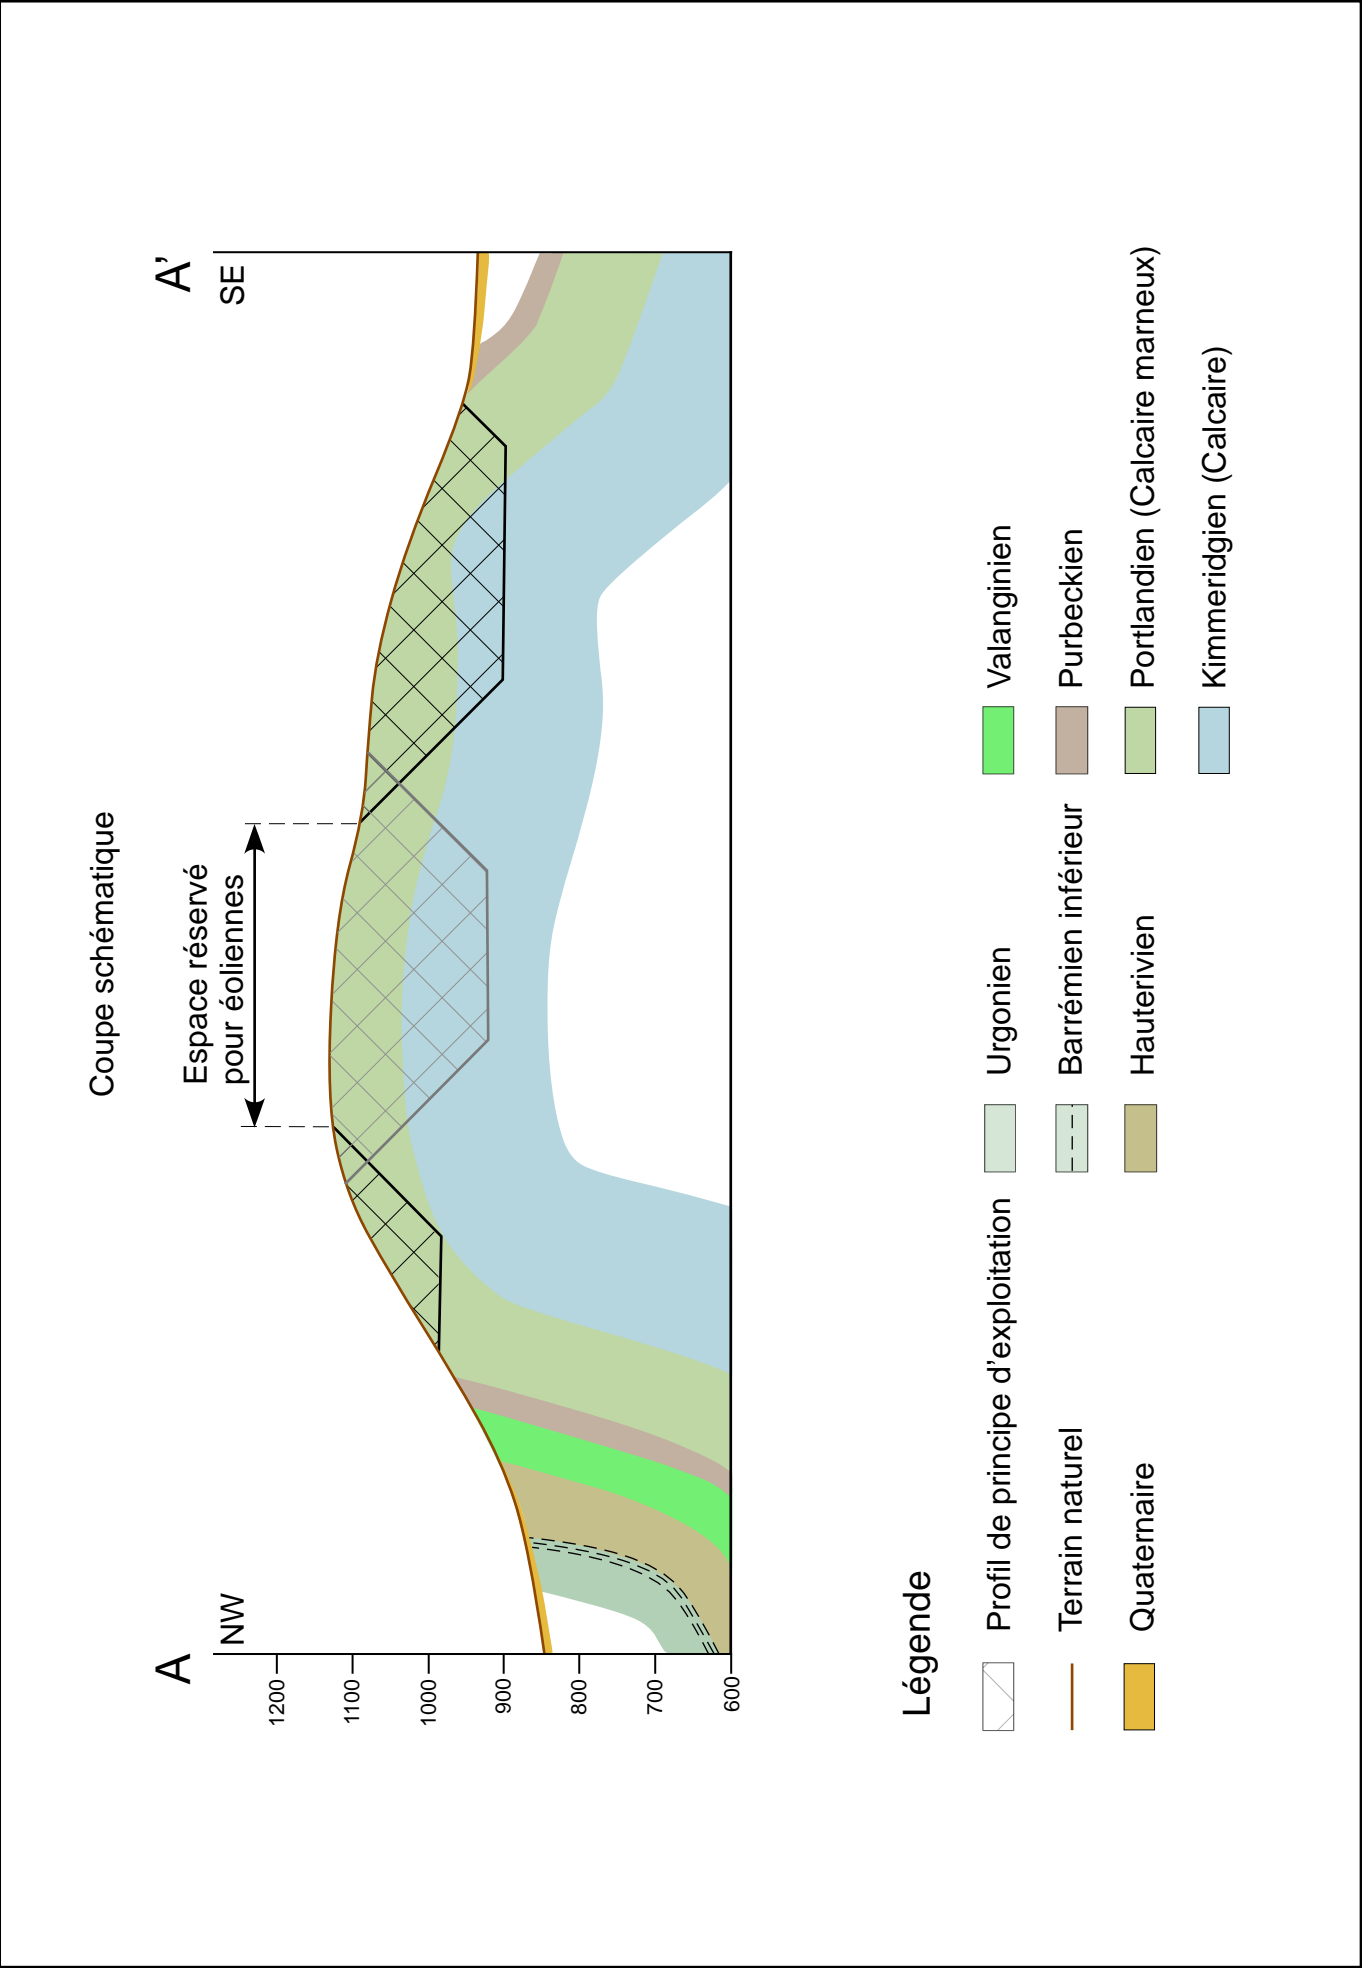 Coupe schématique
A
A'
NW
SE
Espace réservé
pour éoliennes
1200
1100
1000
900
800
700
600
Légende
Profil de principe d'exploitation
Terrain naturel
Quaternaire
Urgonien
Barrémien inférieur
Hauterivien
Valanginien
Purbeckien
Portlandien (Calcaire marneux)
Kimmeridgien (Calcaire)